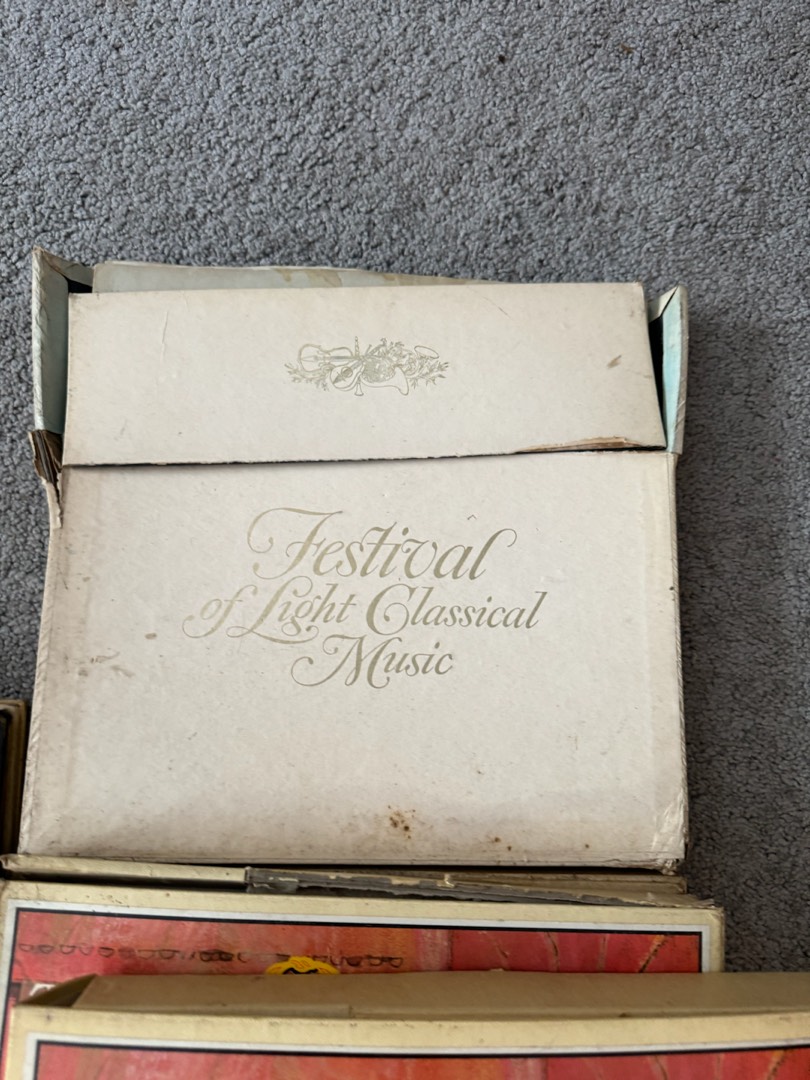 Festival
of Light Classical
Music